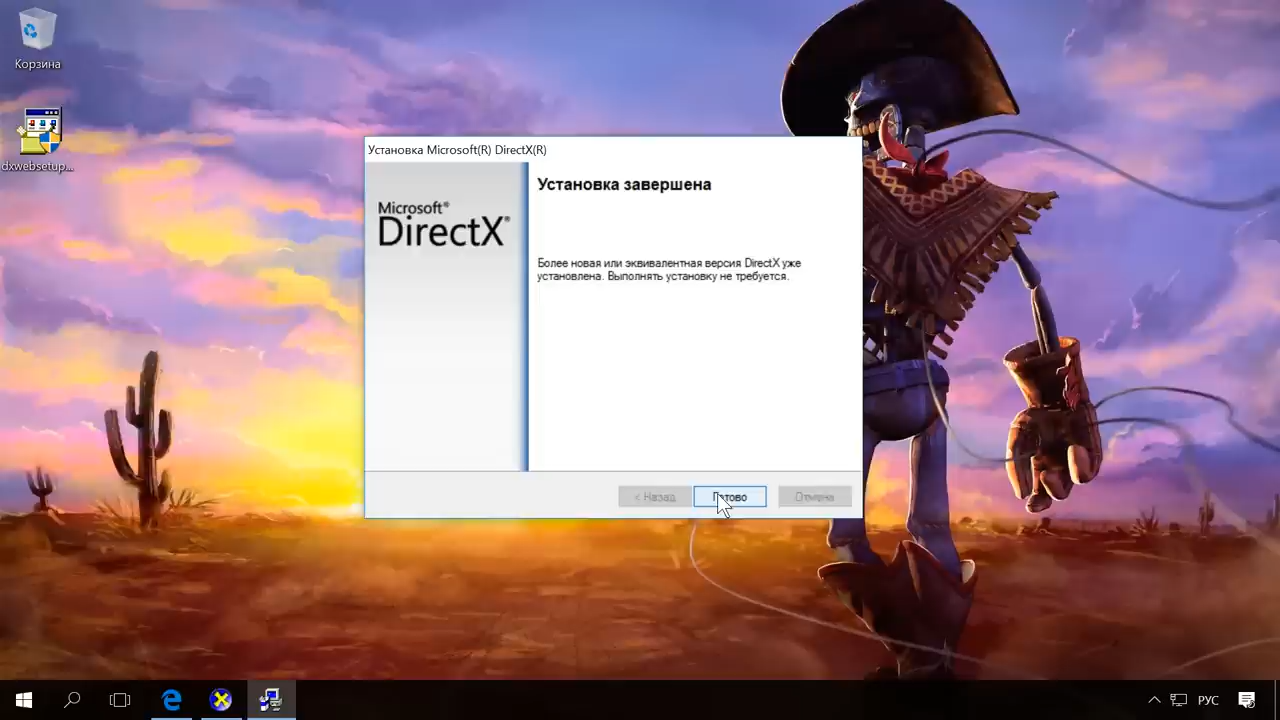 Корзина
dxwebsetup...
Установка Microsoft(R) DirectX(R)
Microsoft®
DirectX®
Установка завершена
Более новая или эквивалентная версия DirectX уже
установлена. Выполнять установку не требуется.
< Назад
Готово
Отмена
РУС